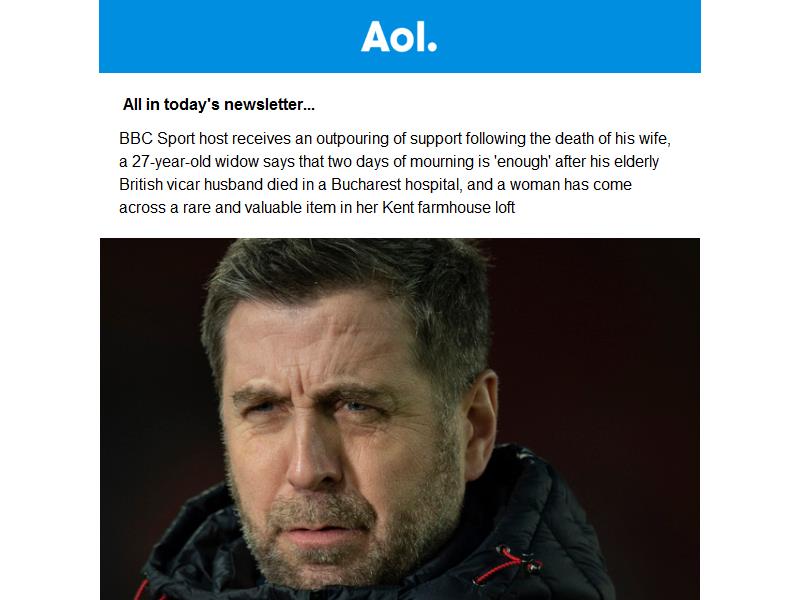 Aol.
All in today's newsletter...
BBC Sport host receives an outpouring of support following the death of his wife,
a 27-year-old widow says that two days of mourning is 'enough' after his elderly
British vicar husband died in a Bucharest hospital, and a woman has come
across a rare and valuable item in her Kent farmhouse loft